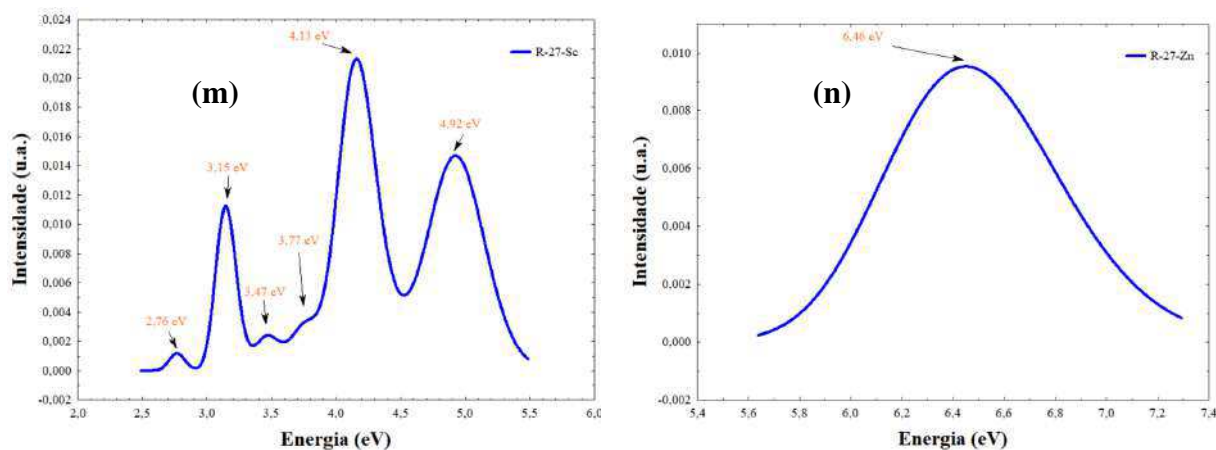 0,024
0,022
0,020
0,018
0,016
0,014
0,012
0,010
0,008
0,006
0,004
0,002
0,000
-0,002
Intensidade (u.a.)
2,0
2,5
3,0
3,5
4,0
4,5
5,0
5,5
6,0
Energia (eV)
(m)
R-27-Sc
2,76 eV
3,15 eV
3,47 eV
3,77 eV
4,13 eV
4,92 eV
0,010
0,008
0,006
0,004
0,002
0,000
-0,002
Intensidade (u.a.)
5,4
5,6
5,8
6,0
6,2
6,4
6,6
6,8
7,0
7,2
7,4
Energia (eV)
(n)
R-27-Zn
6,46 eV